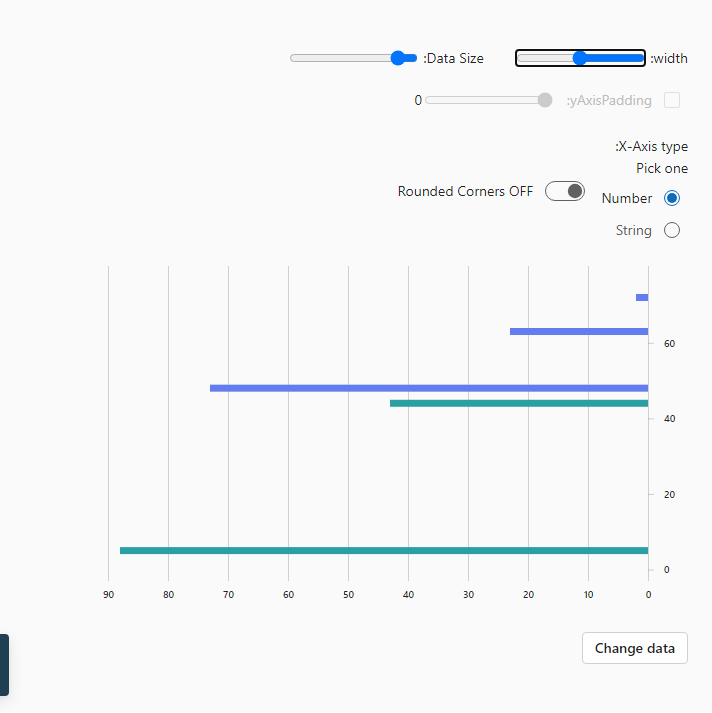 :width
:Data Size
:yAxisPadding
0
:X-Axis type
Pick one
Number
Rounded Corners OFF
String
60
40
20
0
90 80 70 60 50 40 30 20 10 0
Change data